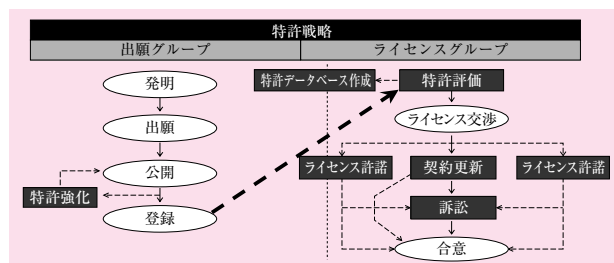 特許戦略
出願グループ
ライセンスグループ
発明
出願
公開
特許強化
登録
特許データベース作成
特許評価
ライセンス交渉
ライセンス許諾
契約更新
ライセンス許諾
訴訟
合意